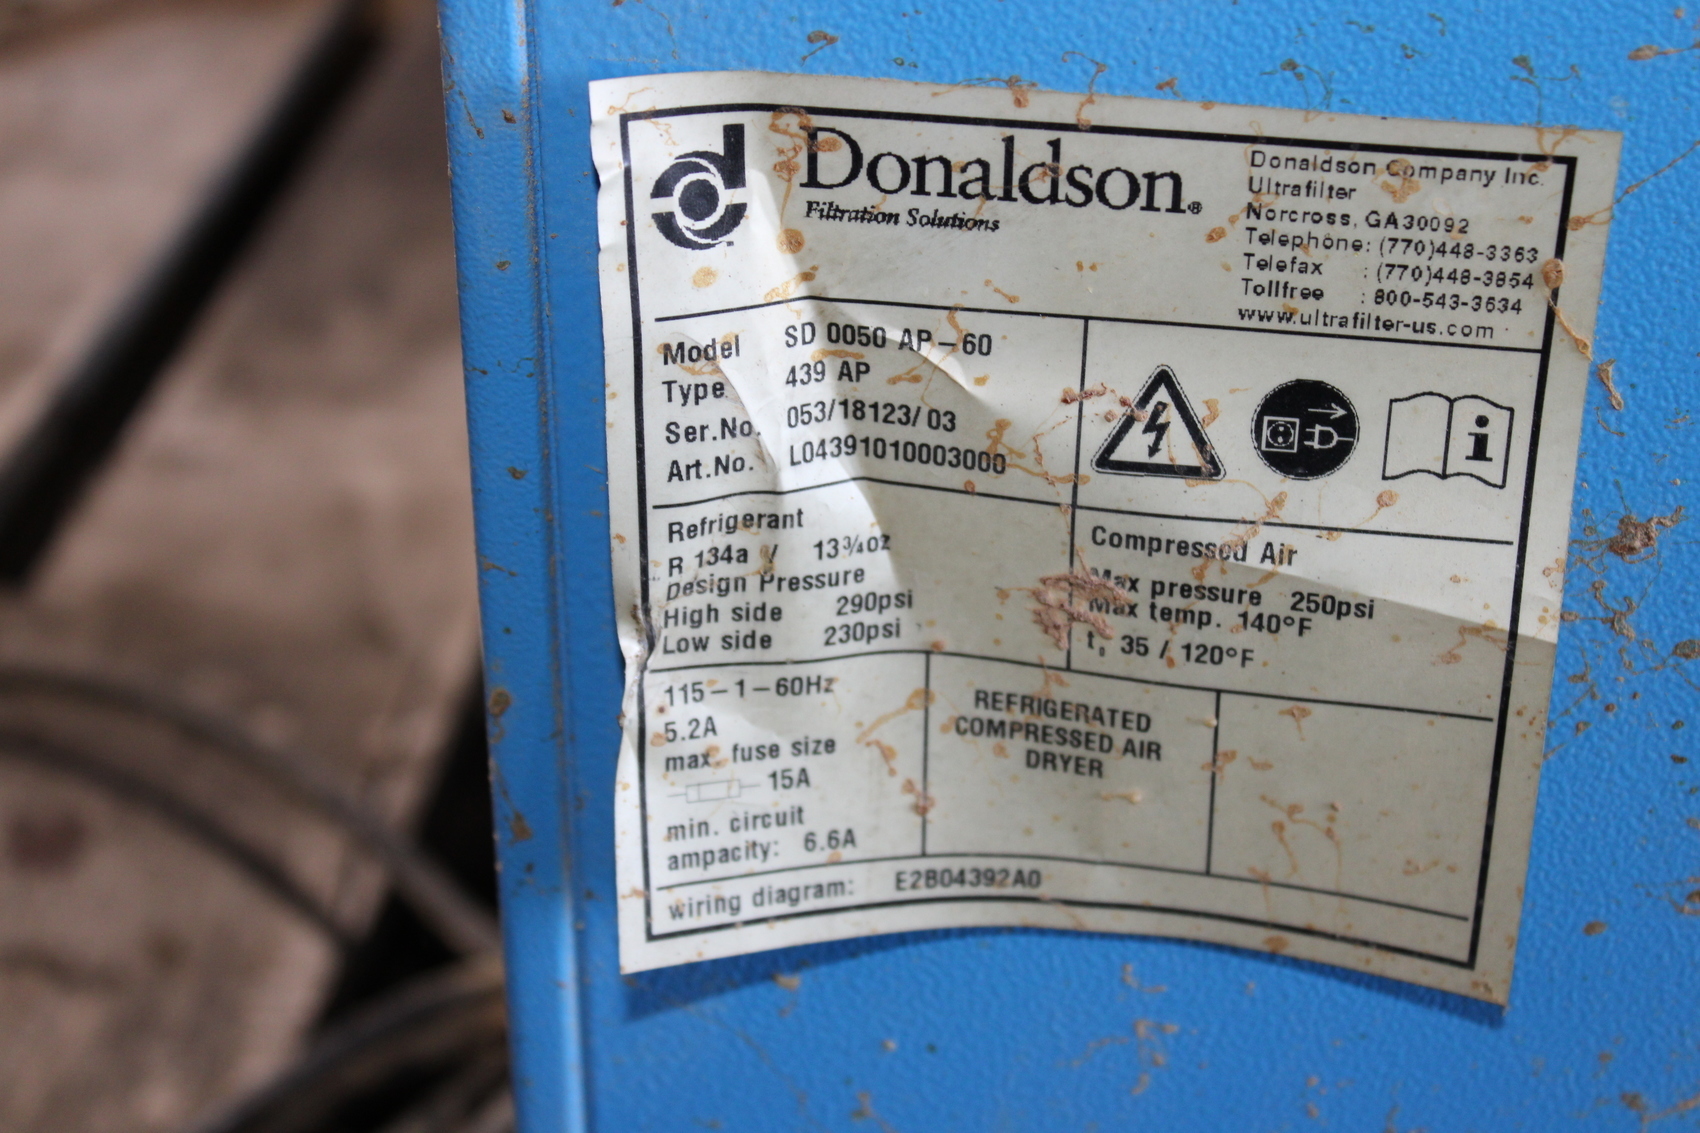 Donaldson®
Filtration Solutions
Donaldson Company Inc.
Ultrafilter
Norcross, GA30092
Telephone: (770)448-3363
Telefax : (770)448-3854
Tollfree : 800-543-3634
www.ultrafilter-us.com
Model SD 0050 AP-60
Type 439 AP
Ser.No. 053/18123/03
Art.No. L04391010003000
Refrigerant
R 134a / 13¾oz
Design Pressure
High side 290psi
Low side 230psi
Compressed Air
Max pressure 250psi
Max temp. 140°F
t₀ 35 / 120°F
115-1-60Hz
5.2A
max. fuse size
15A
min. circuit
ampacity: 6.6A
REFRIGERATED
COMPRESSED AIR
DRYER
wiring diagram: E2B04392A0